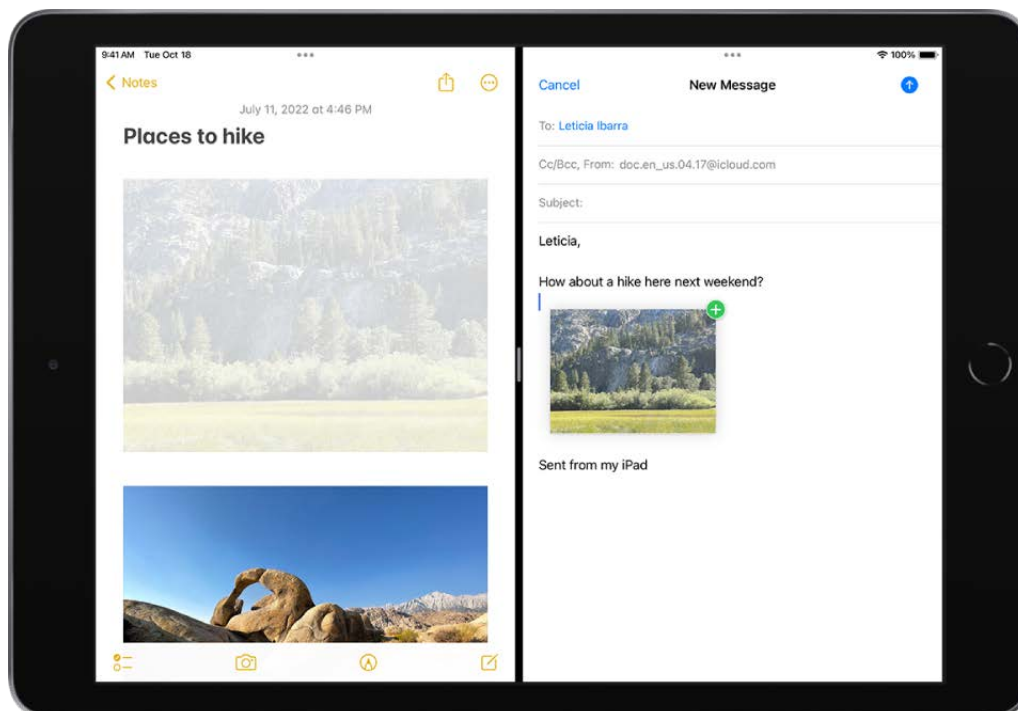 9:41 AM Tue Oct 18
Notes
July 11, 2022 at 4:46 PM
Places to hike
100%
Cancel
New Message
To: Leticia Ibarra
Cc/Bcc, From: doc.en_us.04.17@icloud.com
Subject:
Leticia,
How about a hike here next weekend?
Sent from my iPad